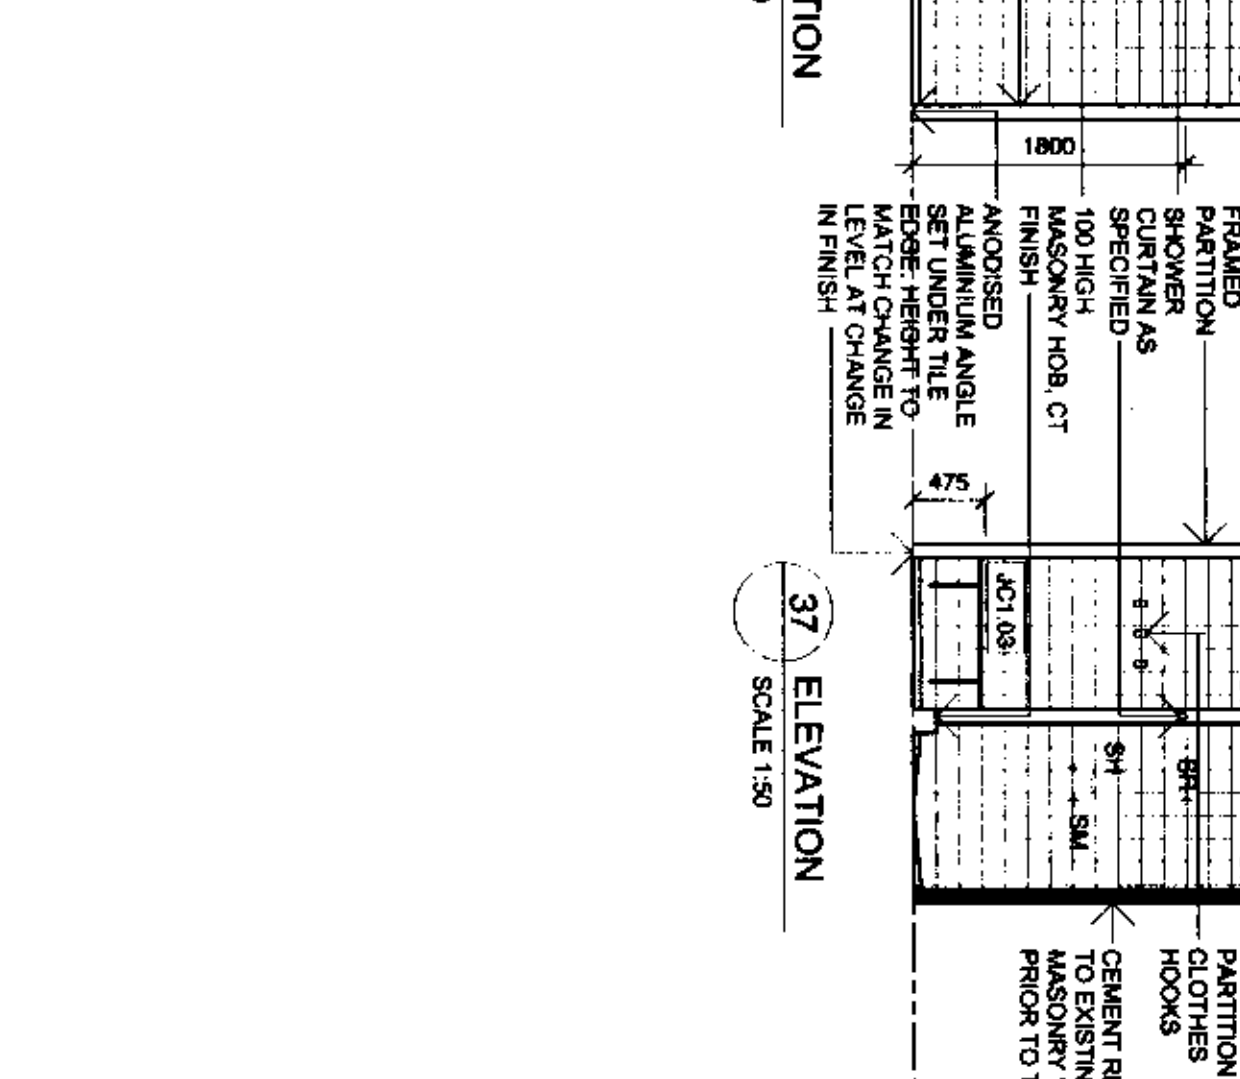 TION
1800
FRAMED
PARTITION
SHOWER
CURTAIN AS
SPECIFIED
100 HIGH
MASONRY HOB, CT
FINISH
ANODISED
ALUMINIUM ANGLE
SET UNDER TILE
EDGE. HEIGHT TO
MATCH CHANGE IN
LEVEL AT CHANGE
IN FINISH
475
JC1.03
37 ELEVATION
SCALE 1:50
SH
SM
PARTITION
CLOTHES
HOOKS
CEMENT RE
TO EXISTIN
MASONRY
PRIOR TO T